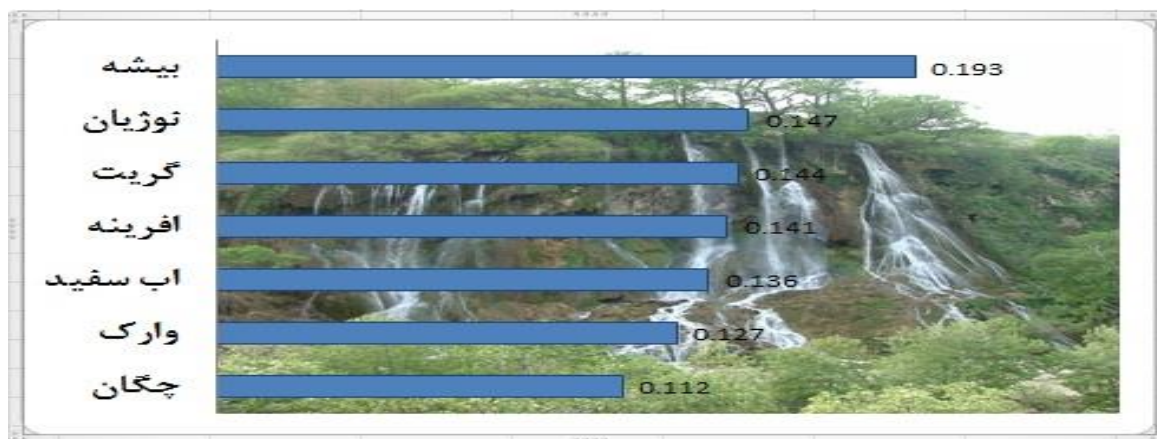 بیشه 0.193
نوژیان 0.147
گریت 0.144
افرینه 0.141
اب سفید 0.136
وارک 0.127
چگان 0.112